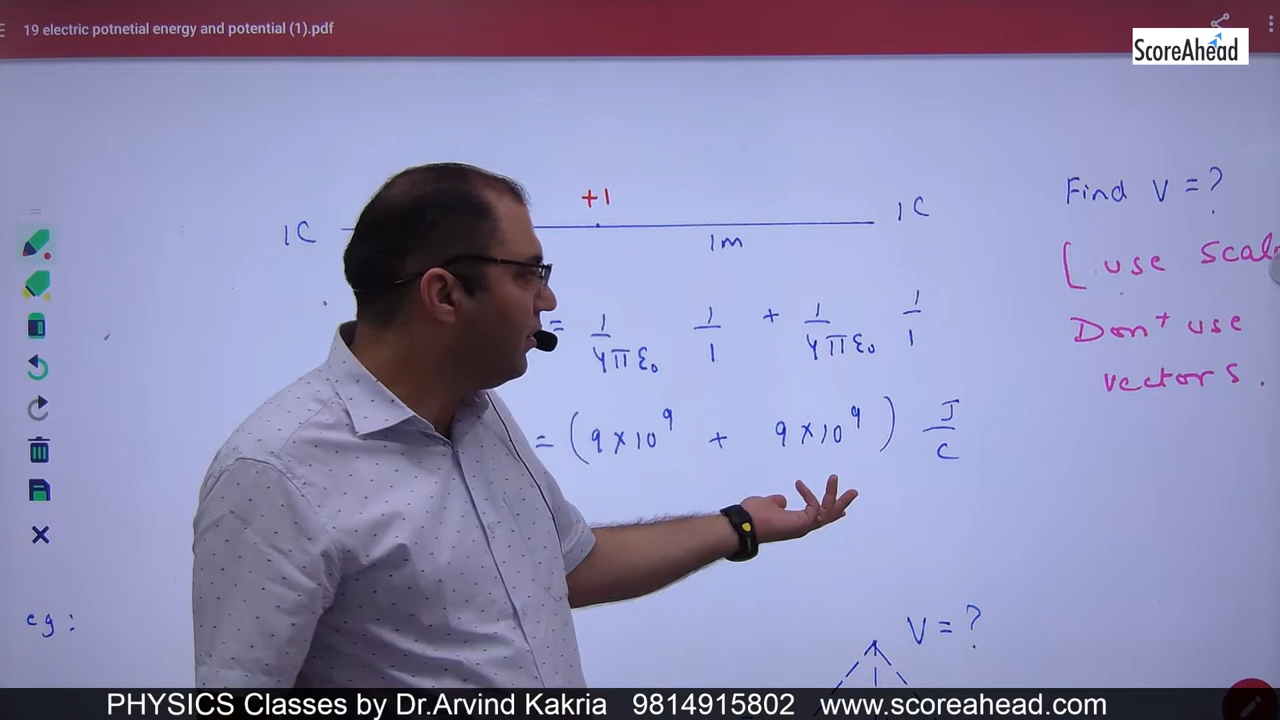 19 electric potnetial energy and potential (1).pdf
ScoreAhead
+1
1C
1C
1m
Find V = ?
[ use
Don't use
vectors.
= 1/4πε₀ 1/1 + 1/4πε₀ 1/1
= (9×10⁹ + 9×10⁹) J/C
eg:
V = ?
PHYSICS Classes by Dr.Arvind Kakria 9814915802 www.scoreahead.com